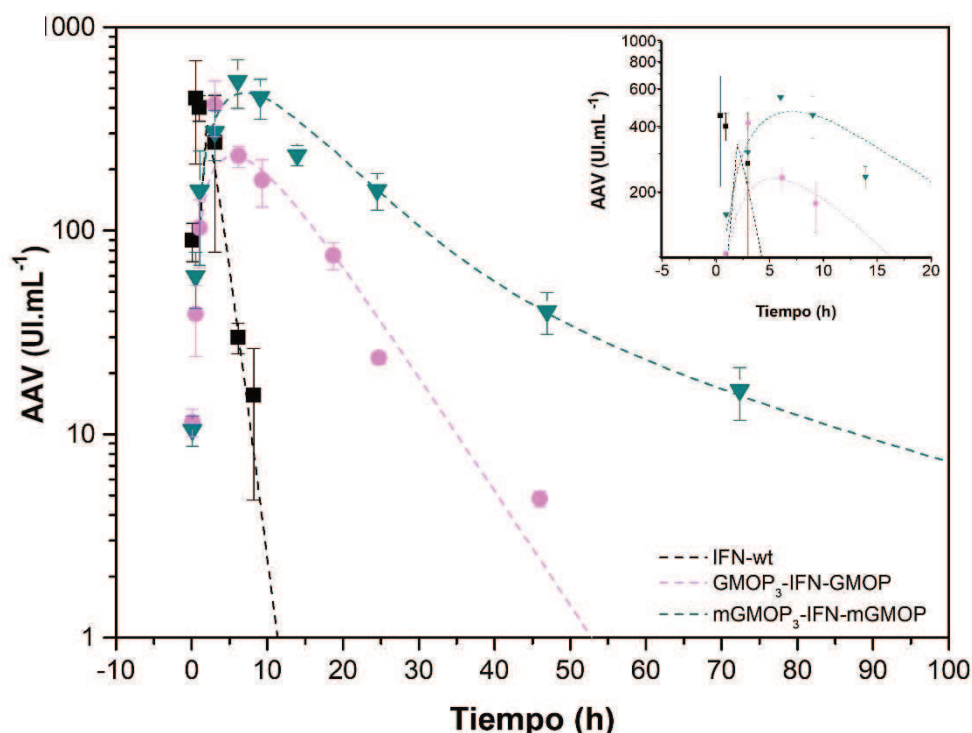 1000
100
10
1
AAV (UI.mL-1)
-10 0 10 20 30 40 50 60 70 80 90 100
Tiempo (h)
1000
800
600
400
200
AAV (UI.mL-1)
-5 0 5 10 15 20
Tiempo (h)
IFN-wt
GMOP3-IFN-GMOP
mGMOP3-IFN-mGMOP